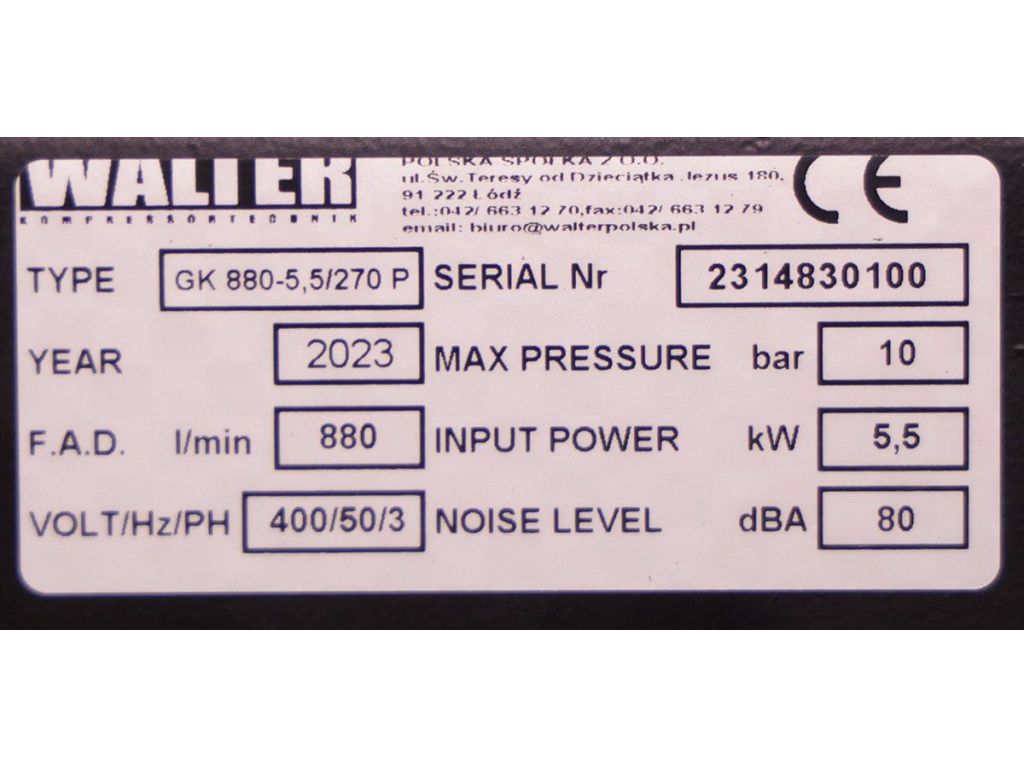 WALTER
KOMPRESSORTECHNIK
POLSKA SPÓŁKA Z O.O.
ul.Św.Teresy od Dzieciątka Jezus 180,
91 222 Łódź
tel.:042/ 663 12 70,fax:042/ 663 12 79
email: biuro@walterpolska.pl
CE
TYPE GK 880-5,5/270 P SERIAL Nr 2314830100
YEAR 2023 MAX PRESSURE bar 10
F.A.D. l/min 880 INPUT POWER kW 5,5
VOLT/Hz/PH 400/50/3 NOISE LEVEL dBA 80